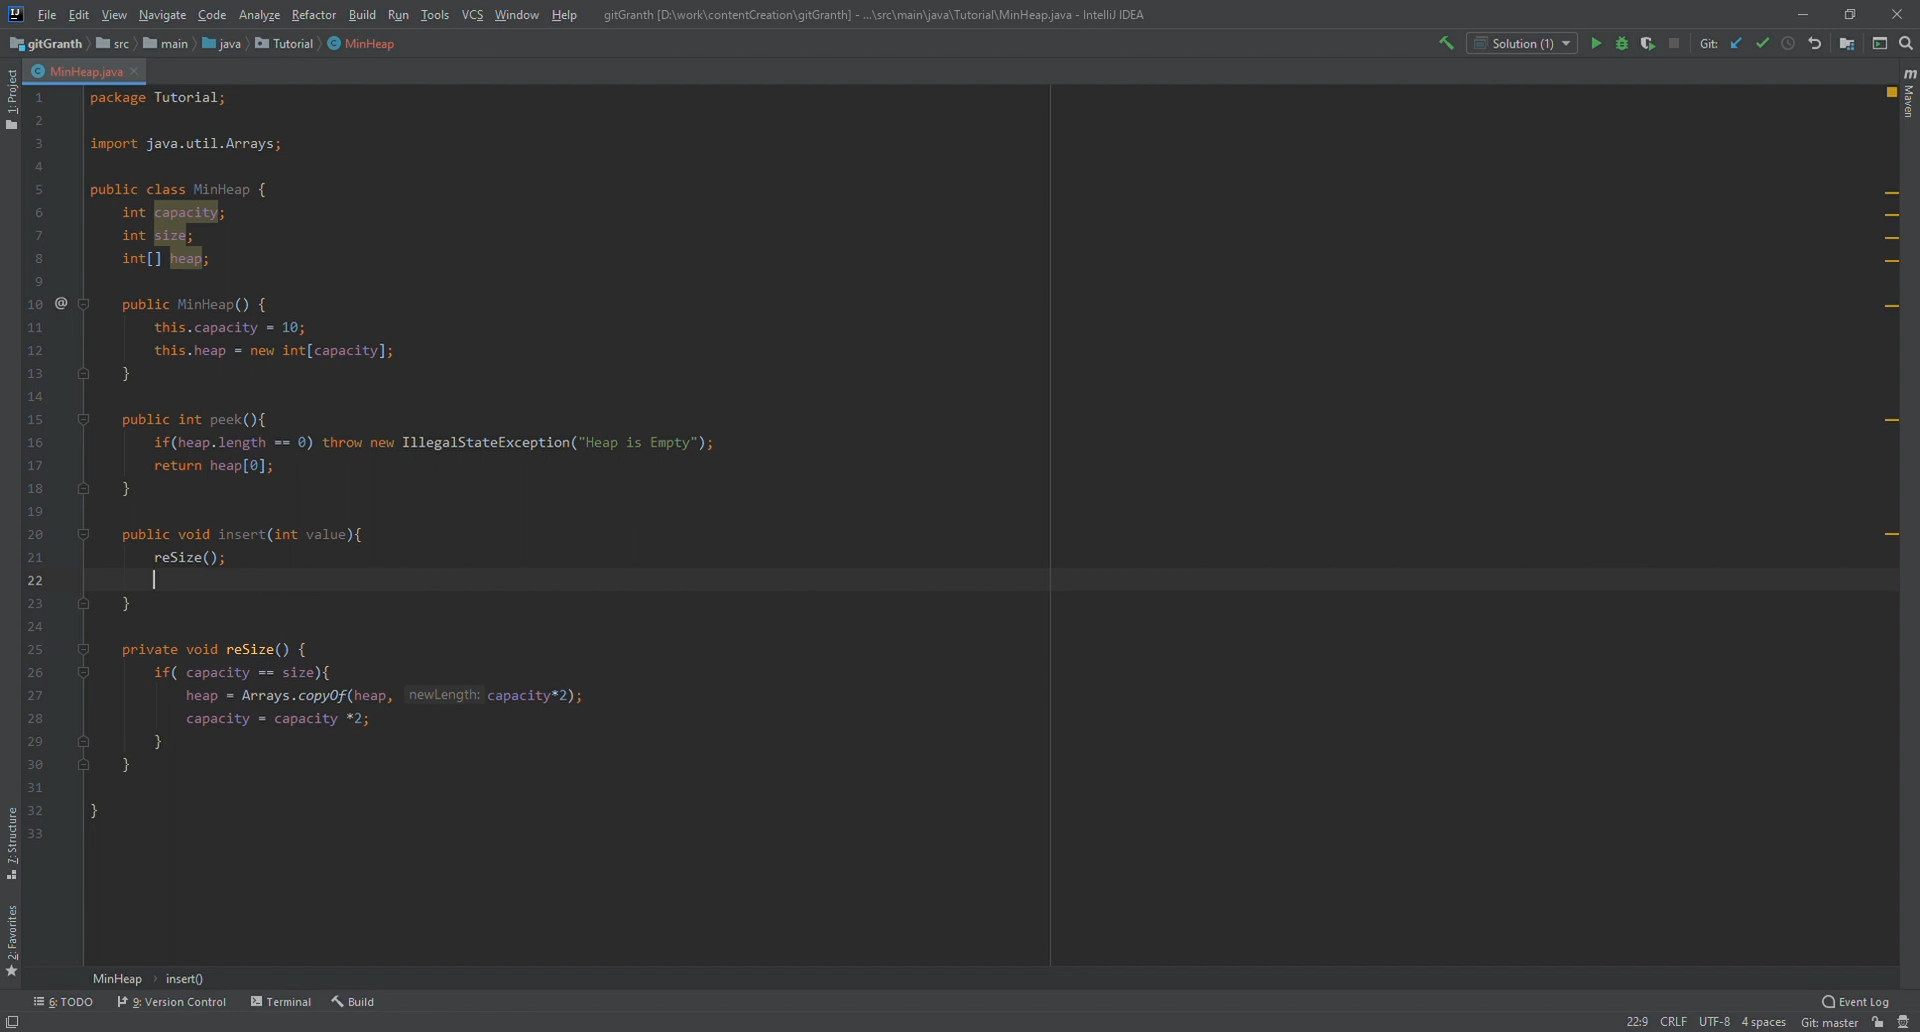 File Edit View Navigate Code Analyze Refactor Build Run Tools VCS Window Help gitGranth [D:\work\contentCreation\gitGranth] - ...\src\main\java\Tutorial\MinHeap.java - IntelliJ IDEA
gitGranth src main java Tutorial MinHeap Solution (1) Git:
MinHeap.java
1: Project
m Maven
1 package Tutorial;
2
3 import java.util.Arrays;
4
5 public class MinHeap {
6 int capacity;
7 int size;
8 int[] heap;
9
10 @ public MinHeap() {
11 this.capacity = 10;
12 this.heap = new int[capacity];
13 }
14
15 public int peek(){
16 if(heap.length == 0) throw new IllegalStateException("Heap is Empty");
17 return heap[0];
18 }
19
20 public void insert(int value){
21 reSize();
22
23 }
24
25 private void reSize() {
26 if( capacity == size){
27 heap = Arrays.copyOf(heap, newLength: capacity*2);
28 capacity = capacity *2;
29 }
30 }
31
32 }
33
7: Structure
2: Favorites
MinHeap insert()
6: TODO 9: Version Control Terminal Build Event Log
22:9 CRLF UTF-8 4 spaces Git: master